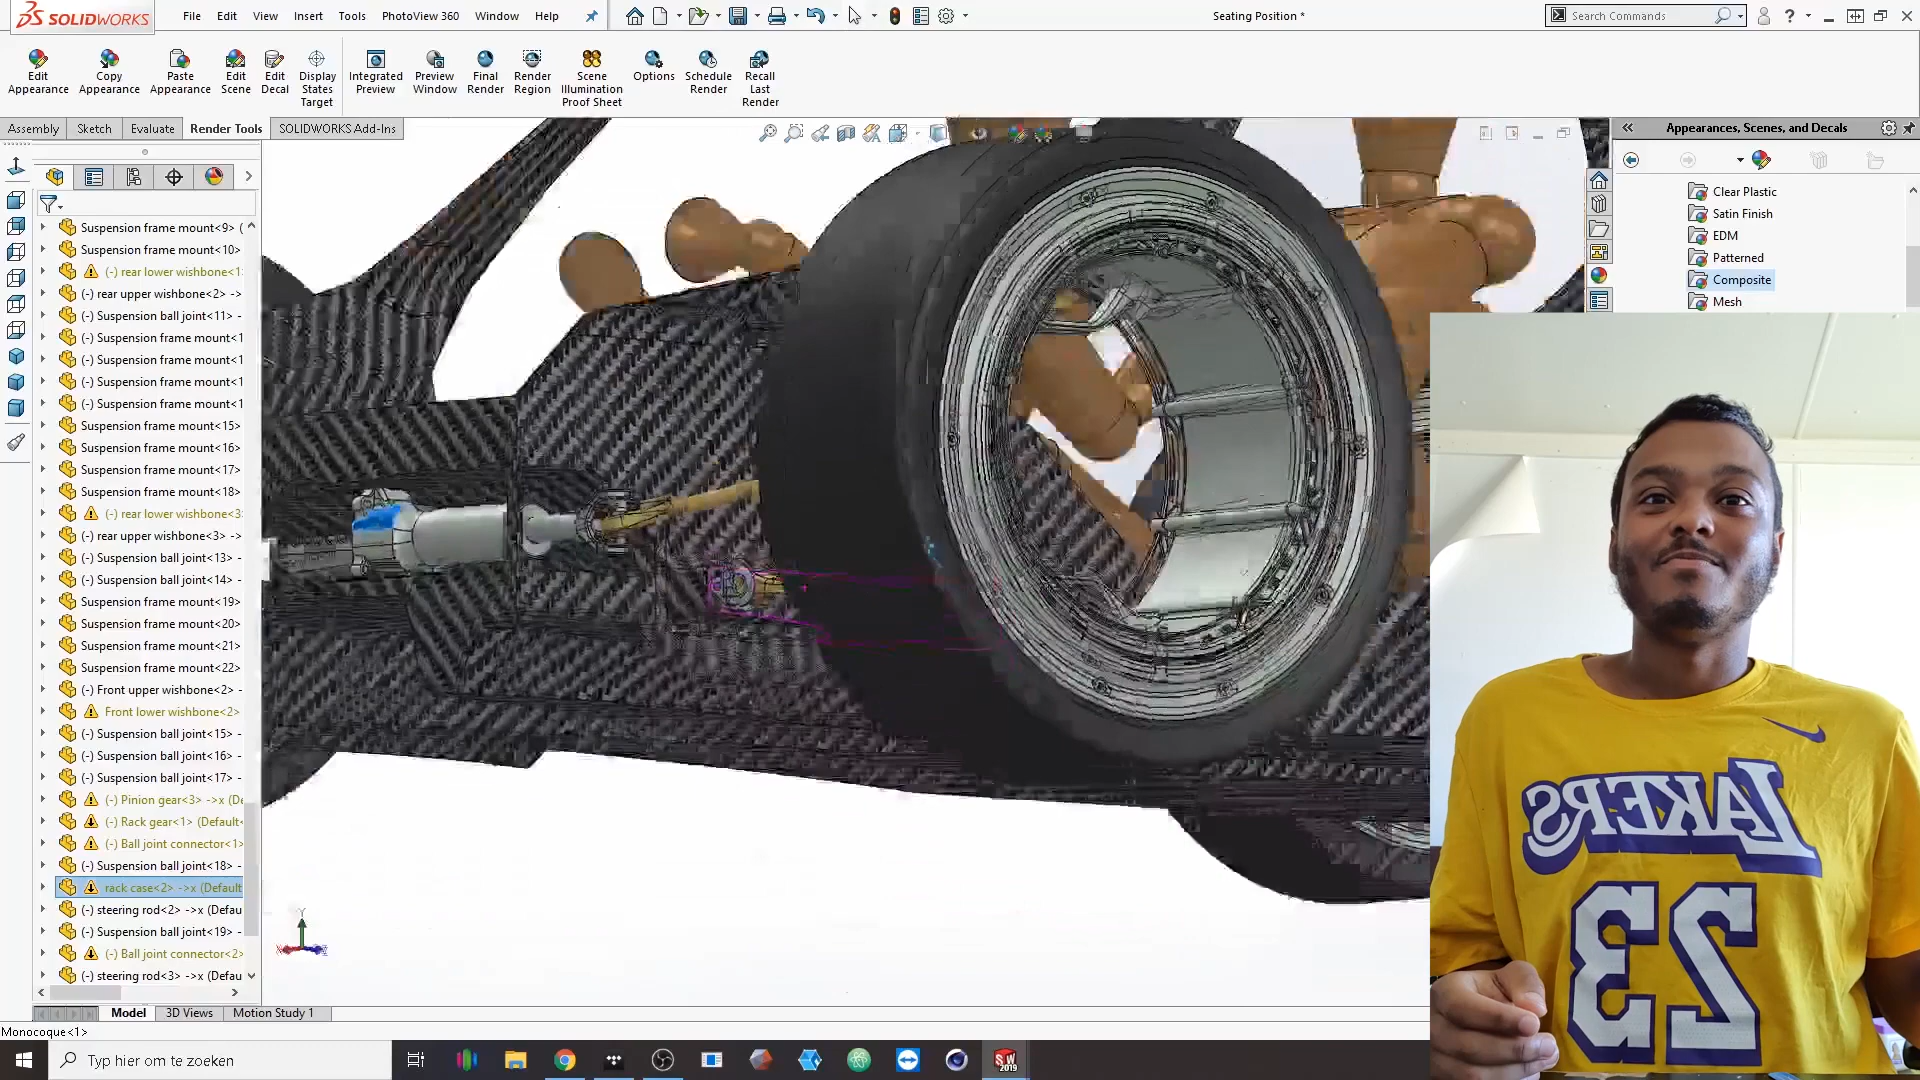 SOLIDWORKS
File Edit View Insert Tools PhotoView 360 Window Help
Seating Position *
Search Commands
Edit Appearance
Copy Appearance
Paste Appearance
Edit Scene
Edit Decal
Display States Target
Integrated Preview
Preview Window
Final Render
Render Region
Scene Illumination Proof Sheet
Options
Schedule Render
Recall Last Render
Assembly Sketch Evaluate Render Tools SOLIDWORKS Add-Ins
Appearances, Scenes, and Decals
Clear Plastic
Satin Finish
EDM
Patterned
Composite
Mesh
Suspension frame mount<9> (
Suspension frame mount<10>
(-) rear lower wishbone<1
(-) rear upper wishbone<2> ->
(-) Suspension ball joint<11> -
Suspension frame mount<1
Suspension frame mount<1
Suspension frame mount<1
Suspension frame mount<1
Suspension frame mount<15>
Suspension frame mount<16>
Suspension frame mount<17>
Suspension frame mount<18>
(-) rear lower wishbone<3
(-) rear upper wishbone<3> ->
(-) Suspension ball joint<13> -
(-) Suspension ball joint<14> -
Suspension frame mount<19>
Suspension frame mount<20>
Suspension frame mount<21>
Suspension frame mount<22>
(-) Front upper wishbone<2> -
Front lower wishbone<2>
(-) Suspension ball joint<15> -
(-) Suspension ball joint<16> -
(-) Suspension ball joint<17> -
(-) Pinion gear<3> ->x (De
(-) Rack gear<1> (Default<
(-) Ball joint connector<1>
(-) Suspension ball joint<18> -
rack case<2> ->x (Default
(-) steering rod<2> ->x (Defau
(-) Suspension ball joint<19> -
(-) Ball joint connector<2>
(-) steering rod<3> ->x (Defau
Model 3D Views Motion Study 1
Monocoque<1>
Typ hier om te zoeken
SW
2019
LAKERS
23